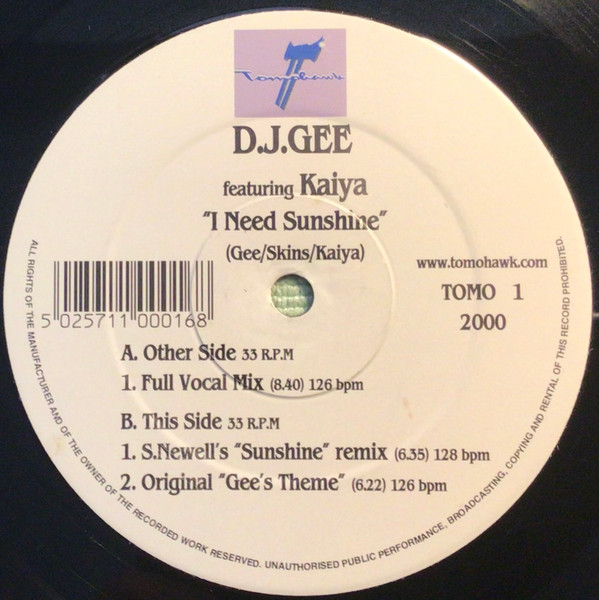 Tomohawk
D.J.GEE
featuring Kaiya
"I Need Sunshine"
(Gee/Skins/Kaiya)
5 025711 000168
www.tomohawk.com
TOMO 1
2000
A. Other Side 33 R.P.M
1. Full Vocal Mix (8.40) 126 bpm
B. This Side 33 R.P.M
1. S.Newell's "Sunshine" remix (6.35) 128 bpm
2. Original "Gee's Theme" (6.22) 126 bpm
ALL RIGHTS OF THE MANUFACTURER AND OF THE OWNER OF THE RECORDED WORK RESERVED. UNAUTHORISED PUBLIC PERFORMANCE, BROADCASTING, COPYING AND RENTAL OF THIS RECORD PROHIBITED.